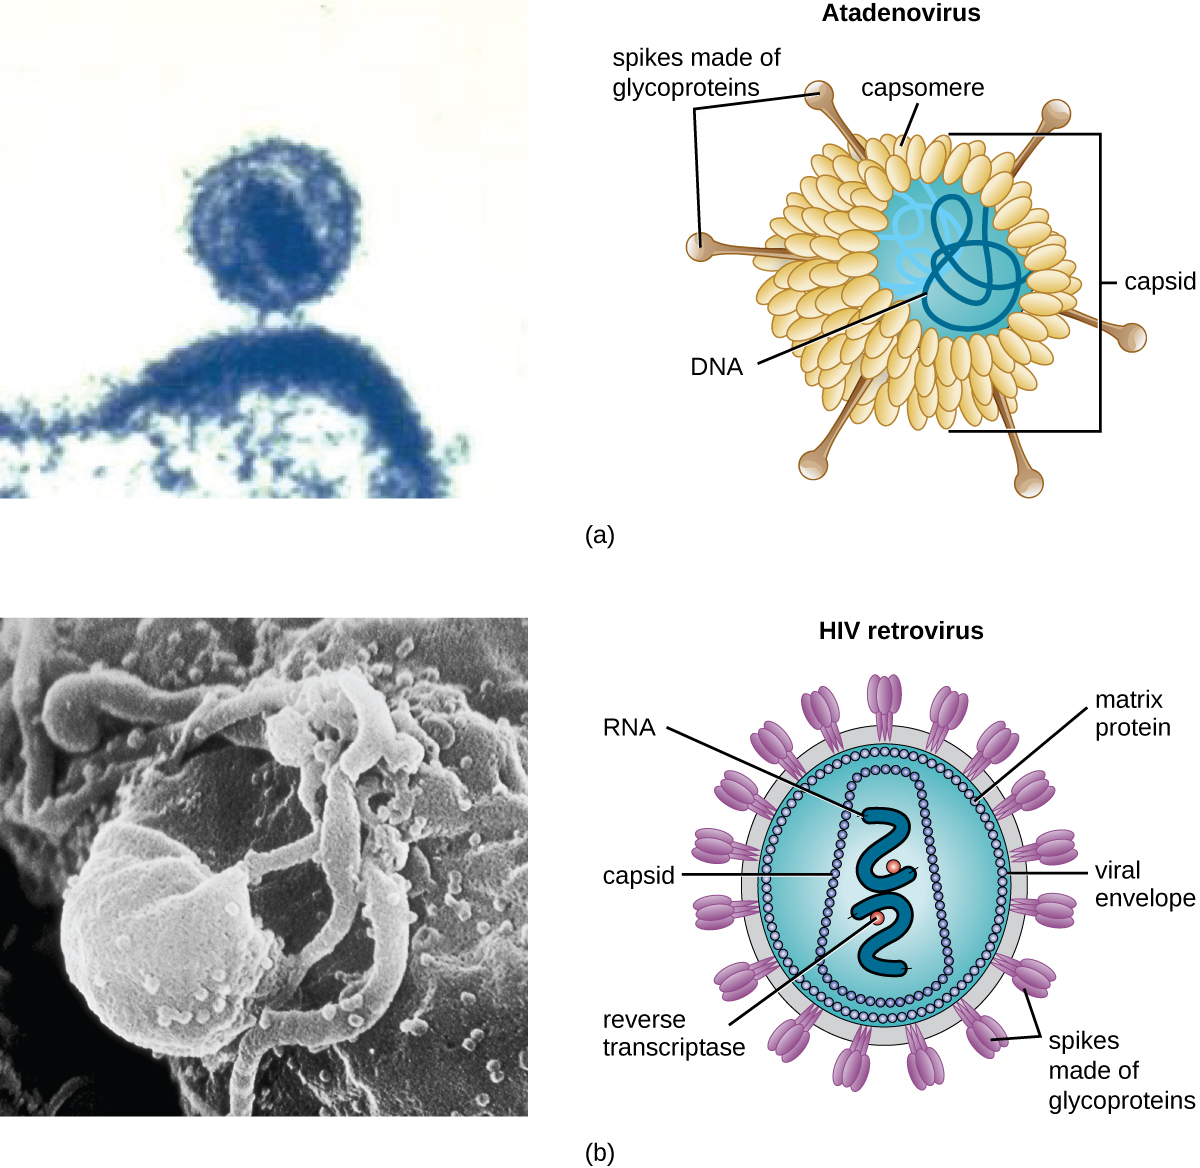 Atadenovirus
spikes made of
glycoproteins
capsomere
capsid
DNA
(a)
HIV retrovirus
RNA
matrix
protein
capsid
viral
envelope
reverse
transcriptase
spikes
made of
glycoproteins
(b)